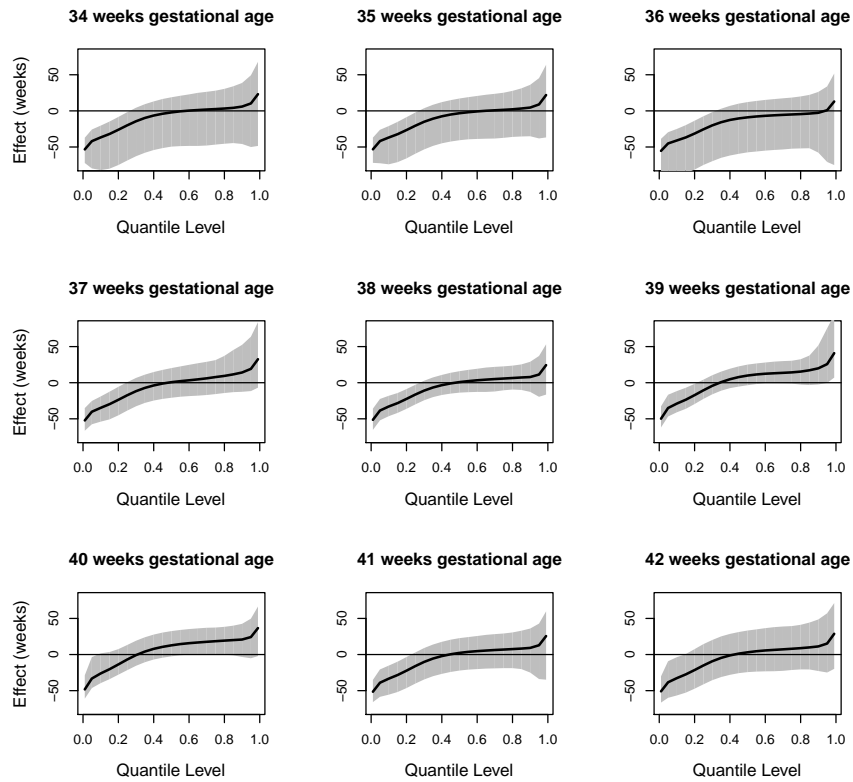 34 weeks gestational age
35 weeks gestational age
36 weeks gestational age
Effect (weeks)
50
0
−50
50
0
−50
50
0
−50
0.0 0.2 0.4 0.6 0.8 1.0
0.0 0.2 0.4 0.6 0.8 1.0
0.0 0.2 0.4 0.6 0.8 1.0
Quantile Level
Quantile Level
Quantile Level
37 weeks gestational age
38 weeks gestational age
39 weeks gestational age
Effect (weeks)
50
0
−50
50
0
−50
50
0
−50
0.0 0.2 0.4 0.6 0.8 1.0
0.0 0.2 0.4 0.6 0.8 1.0
0.0 0.2 0.4 0.6 0.8 1.0
Quantile Level
Quantile Level
Quantile Level
40 weeks gestational age
41 weeks gestational age
42 weeks gestational age
Effect (weeks)
50
0
−50
50
0
−50
50
0
−50
0.0 0.2 0.4 0.6 0.8 1.0
0.0 0.2 0.4 0.6 0.8 1.0
0.0 0.2 0.4 0.6 0.8 1.0
Quantile Level
Quantile Level
Quantile Level